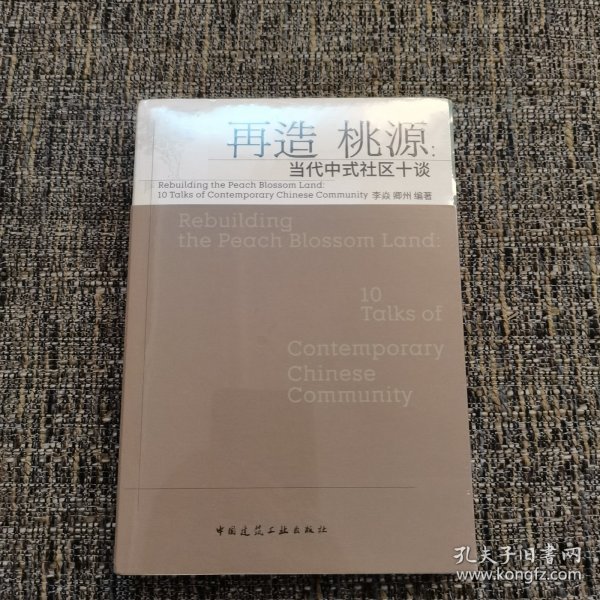 再造 桃源:
当代中式社区十谈
Rebuilding the Peach Blossom Land:
10 Talks of Contemporary Chinese Community 李焱 卿州 编著
Rebuilding
the Peach Blossom Land:
10
Talks of
Contemporary
Chinese
Community
中国建筑工业出版社
孔夫子旧书网
www.kongfz.com